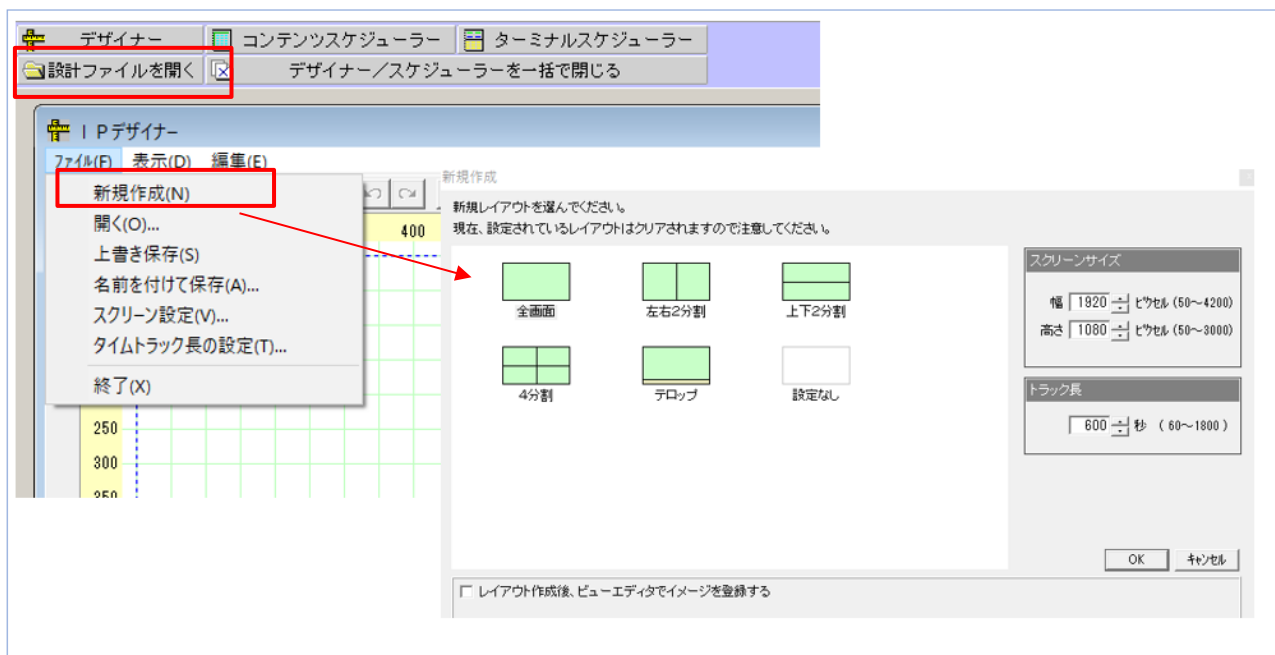 デザイナー コンテンツスケジューラー ターミナルスケジューラー
設計ファイルを開く デザイナー／スケジューラーを一括で閉じる
ＩＰデザイナー
ファイル(F) 表示(D) 編集(E)
新規作成(N)
開く(O)...
上書き保存(S)
名前を付けて保存(A)...
スクリーン設定(V)...
タイムトラック長の設定(T)...
終了(X)
400
250
300
350
新規作成
新規レイアウトを選んでください。
現在、設定されているレイアウトはクリアされますので注意してください。
全画面 左右2分割 上下2分割
4分割 テロップ 設定なし
スクリーンサイズ
幅 1920 ピクセル (50～4200)
高さ 1080 ピクセル (50～3000)
トラック長
600 秒 ( 60～1800 )
OK キャンセル
レイアウト作成後、ビューエディタでイメージを登録する